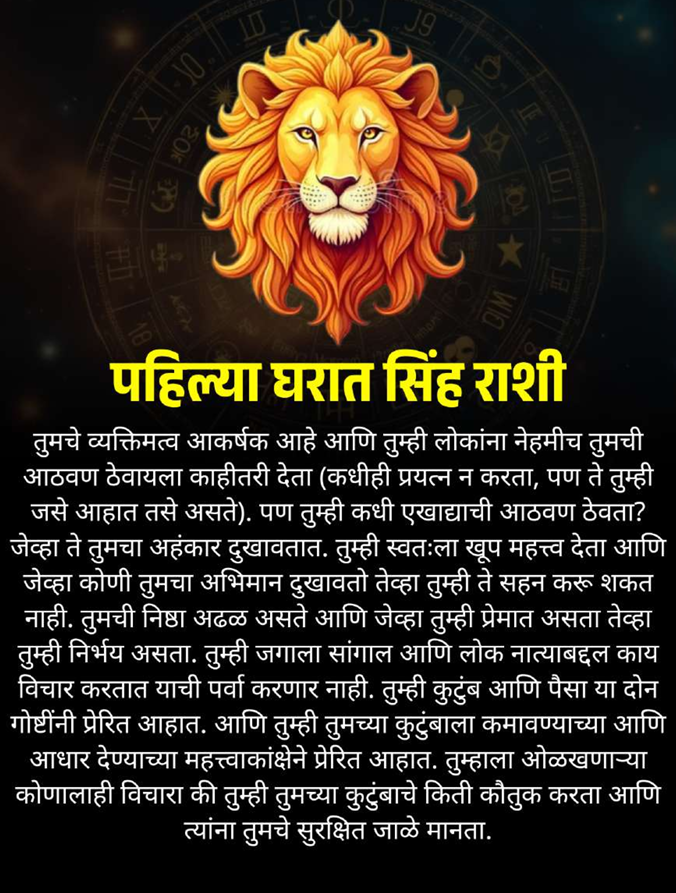 पहिल्या घरात सिंह राशी
तुमचे व्यक्तिमत्व आकर्षक आहे आणि तुम्ही लोकांना नेहमीच तुमची
आठवण ठेवायला काहीतरी देता (कधीही प्रयत्न न करता, पण ते तुम्ही
जसे आहात तसे असते). पण तुम्ही कधी एखाद्याची आठवण ठेवता?
जेव्हा ते तुमचा अहंकार दुखावतात. तुम्ही स्वतःला खूप महत्त्व देता आणि
जेव्हा कोणी तुमचा अभिमान दुखावतो तेव्हा तुम्ही ते सहन करू शकत
नाही. तुमची निष्ठा अढळ असते आणि जेव्हा तुम्ही प्रेमात असता तेव्हा
तुम्ही निर्भय असता. तुम्ही जगाला सांगाल आणि लोक नात्याबद्दल काय
विचार करतात याची पर्वा करणार नाही. तुम्ही कुटुंब आणि पैसा या दोन
गोष्टींनी प्रेरित आहात. आणि तुम्ही तुमच्या कुटुंबाला कमावण्याच्या आणि
आधार देण्याच्या महत्त्वाकांक्षेने प्रेरित आहात. तुम्हाला ओळखणाऱ्या
कोणालाही विचारा की तुम्ही तुमच्या कुटुंबाचे किती कौतुक करता आणि
त्यांना तुमचे सुरक्षित जाळे मानता.